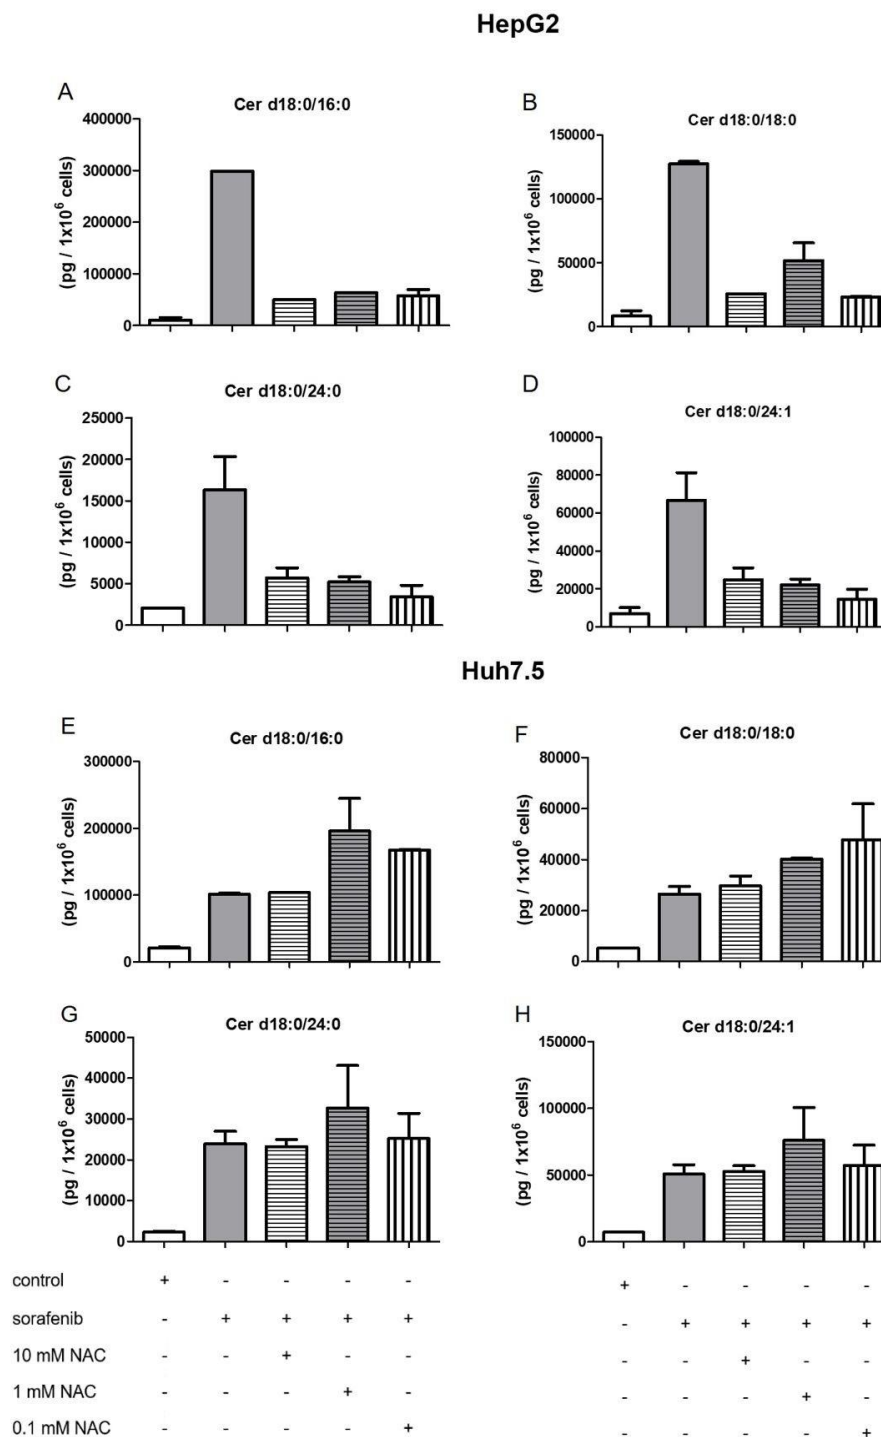 HepG2
A
Cer d18:0/16:0
(pg / 1x10⁶ cells)
400000
300000
200000
100000
0
B
Cer d18:0/18:0
(pg / 1x10⁶ cells)
150000
100000
50000
0
C
Cer d18:0/24:0
(pg / 1x10⁶ cells)
25000
20000
15000
10000
5000
0
D
Cer d18:0/24:1
(pg / 1x10⁶ cells)
100000
80000
60000
40000
20000
0
Huh7.5
E
Cer d18:0/16:0
(pg / 1x10⁶ cells)
300000
200000
100000
0
F
Cer d18:0/18:0
(pg / 1x10⁶ cells)
80000
60000
40000
20000
0
G
Cer d18:0/24:0
(pg / 1x10⁶ cells)
50000
40000
30000
20000
10000
0
H
Cer d18:0/24:1
(pg / 1x10⁶ cells)
150000
100000
50000
0
control + - - - - + - - - -
sorafenib - + + + + - + + + +
10 mM NAC - - + - - - - + - -
1 mM NAC - - - + - - - - + -
0.1 mM NAC - - - - + - - - - +